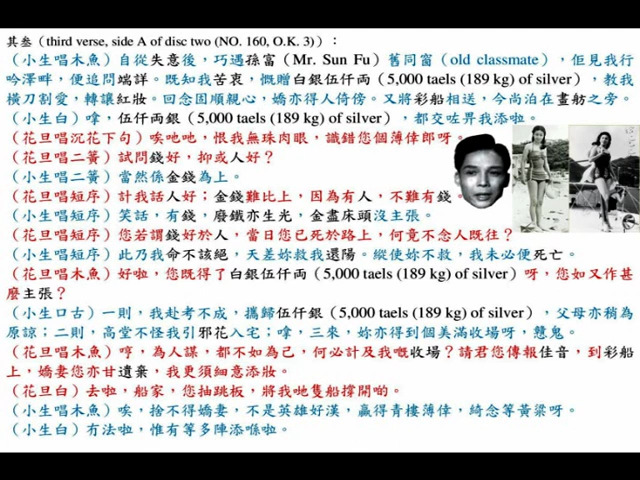 其叁（third verse, side A of disc two (NO. 160, O.K. 3)）：
（小生唱木魚）自從失意後，巧遇孫富（Mr. Sun Fu）舊同窗（old classmate），佢見我行
吟澤畔，便追問端詳。既知我苦衷，慨贈白銀伍仟両（5,000 taels (189 kg) of silver），教我
橫刀割愛，轉讓紅妝。回念固順親心，嬌亦得人倚傍。又將彩船相送，今尚泊在畫舫之旁。
（小生白）嗱，伍仟両銀（5,000 taels (189 kg) of silver），都交咗畀我添啦。
（花旦唱沉花下句）唉吔吔，恨我無珠肉眼，識錯您個薄倖郎呀。
（花旦唱二簧）試問錢好，抑或人好？
（小生唱二簧）當然係金錢為上。
（花旦唱短序）計我話人好；金錢難比上，因為有人，不難有錢。
（小生唱短序）笑話，有錢，廢鐵亦生光，金盡床頭沒主張。
（花旦唱短序）您若謂錢好於人，當日您已死於路上，何竟不念人既往？
（小生唱短序）此乃我命不該絕，天差妳救我還陽。縱使妳不救，我未必便死亡。
（花旦唱木魚）好啦，您既得了白銀伍仟両（5,000 taels (189 kg) of silver）呀，您如又作甚
麼主張？
（小生口古）一則，我赴考不成，攜歸伍仟銀（5,000 taels (189 kg) of silver），父母亦稍為
原諒；二則，高堂不怪我引邪花入宅；嗱，三來，妳亦得到個美滿收場呀，戇鬼。
（花旦唱木魚）哼，為人謀，都不如為己，何必計及我嘅收場？請君您傳報佳音，到彩船
上，嬌妻您亦甘遺棄，我更須細意添妝。
（花旦白）去啦，船家，您抽跳板，將我哋隻船撐開啲。
（小生唱木魚）唉，捨不得嬌妻，不是英雄好漢，贏得青樓薄倖，綺念等黃粱呀。
（小生白）冇法啦，惟有等多陣添喺啦。